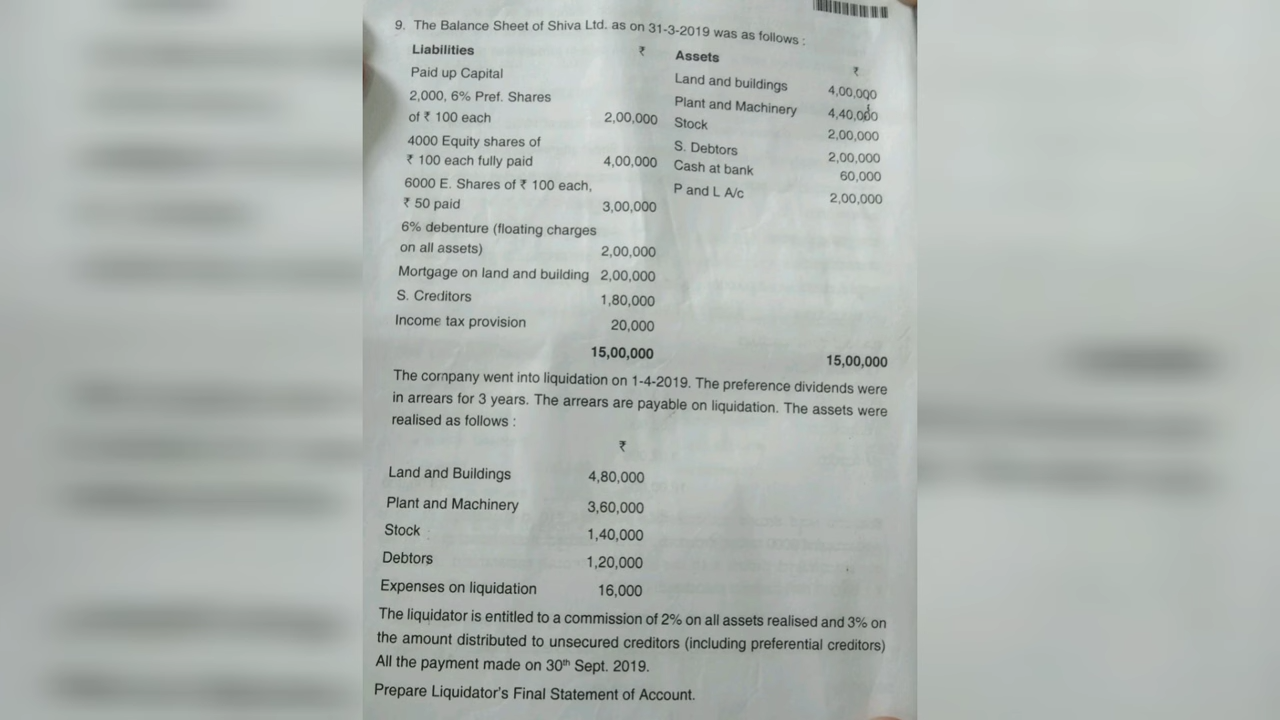 9. The Balance Sheet of Shiva Ltd. as on 31-3-2019 was as follows :
Liabilities ₹ Assets ₹
Paid up Capital Land and buildings 4,00,000
2,000, 6% Pref. Shares Plant and Machinery 4,40,000
of ₹ 100 each 2,00,000 Stock 2,00,000
4000 Equity shares of S. Debtors 2,00,000
₹ 100 each fully paid 4,00,000 Cash at bank 60,000
6000 E. Shares of ₹ 100 each, P and L A/c 2,00,000
₹ 50 paid 3,00,000
6% debenture (floating charges
on all assets) 2,00,000
Mortgage on land and building 2,00,000
S. Creditors 1,80,000
Income tax provision 20,000
15,00,000 15,00,000
The company went into liquidation on 1-4-2019. The preference dividends were
in arrears for 3 years. The arrears are payable on liquidation. The assets were
realised as follows :
₹
Land and Buildings 4,80,000
Plant and Machinery 3,60,000
Stock 1,40,000
Debtors 1,20,000
Expenses on liquidation 16,000
The liquidator is entitled to a commission of 2% on all assets realised and 3% on
the amount distributed to unsecured creditors (including preferential creditors)
All the payment made on 30th Sept. 2019.
Prepare Liquidator's Final Statement of Account.